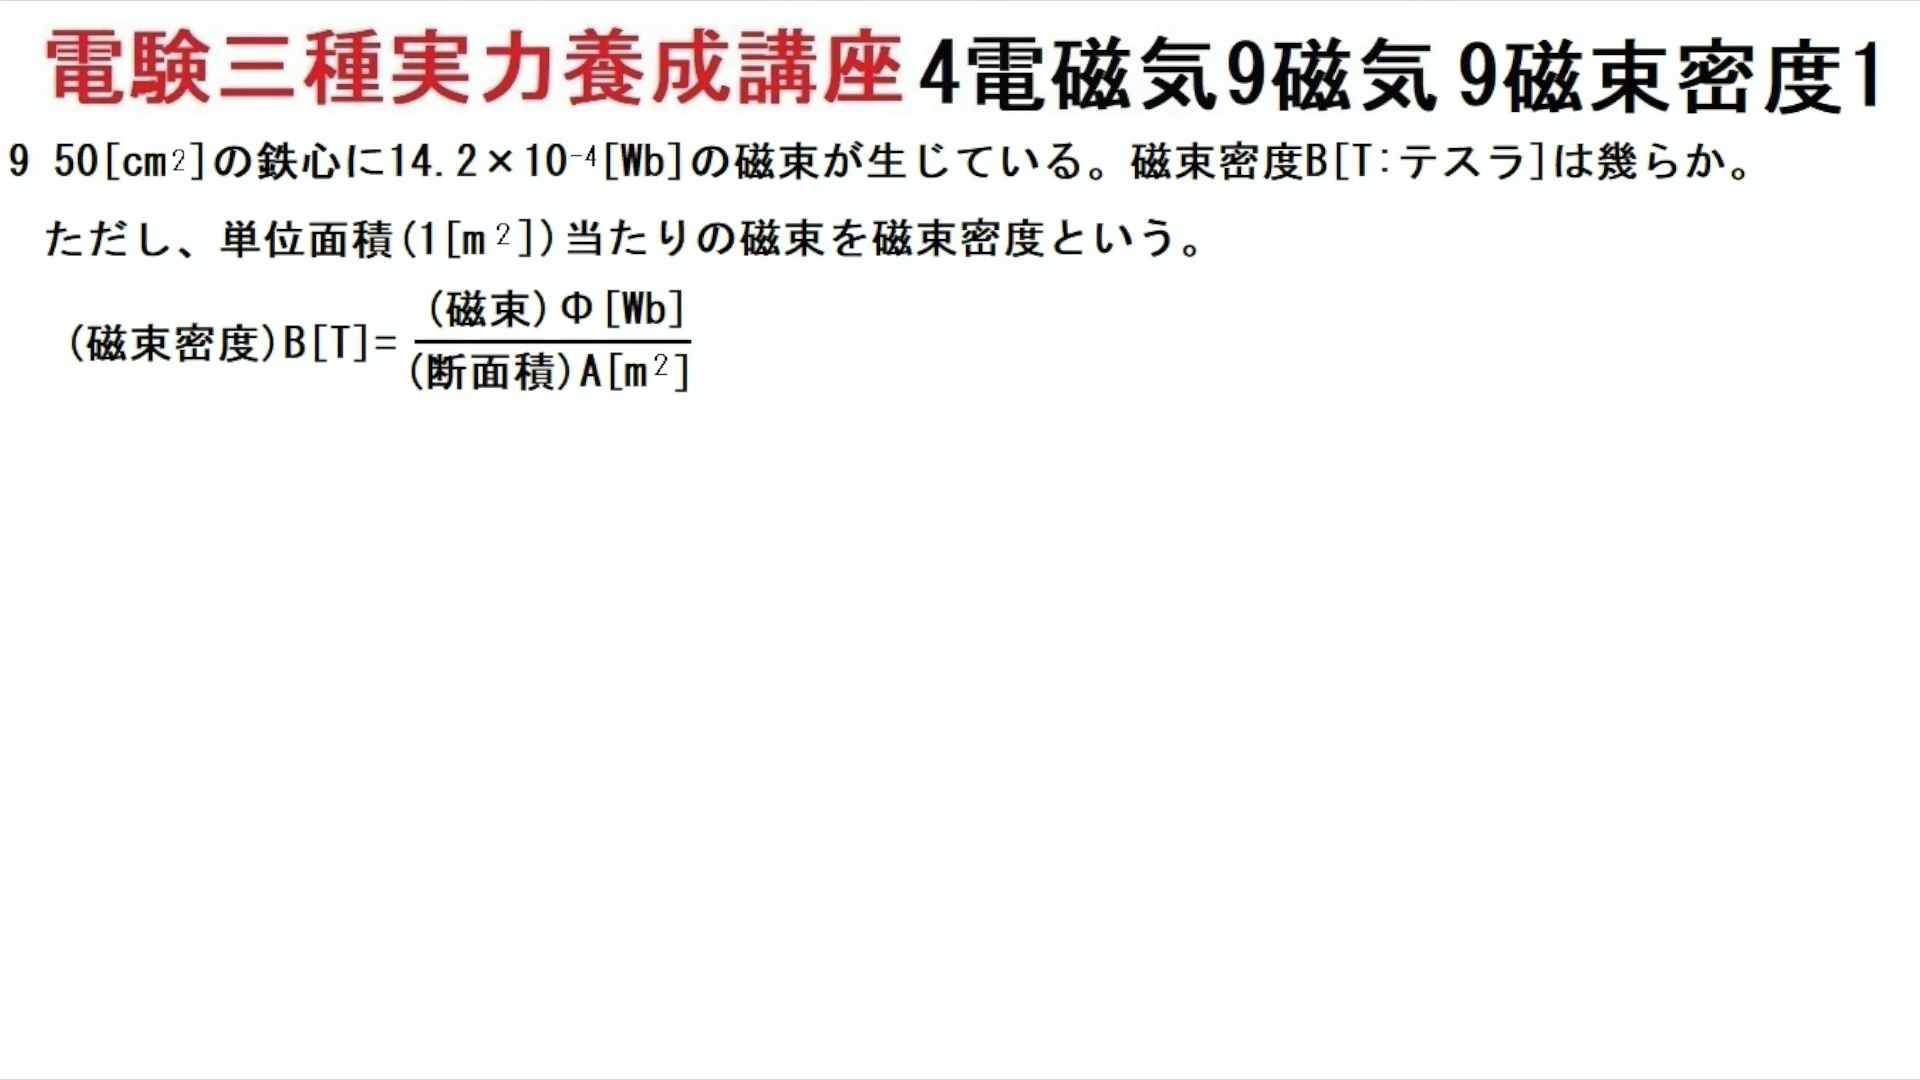 電験三種実力養成講座 4電磁気9磁気 9磁束密度1
9 50[cm²]の鉄心に14.2×10⁻⁴[Wb]の磁束が生じている。磁束密度B[T:テスラ]は幾らか。
ただし、単位面積(1[m²])当たりの磁束を磁束密度という。
(磁束)Φ[Wb]
(磁束密度)B[T]=
(断面積)A[m²]